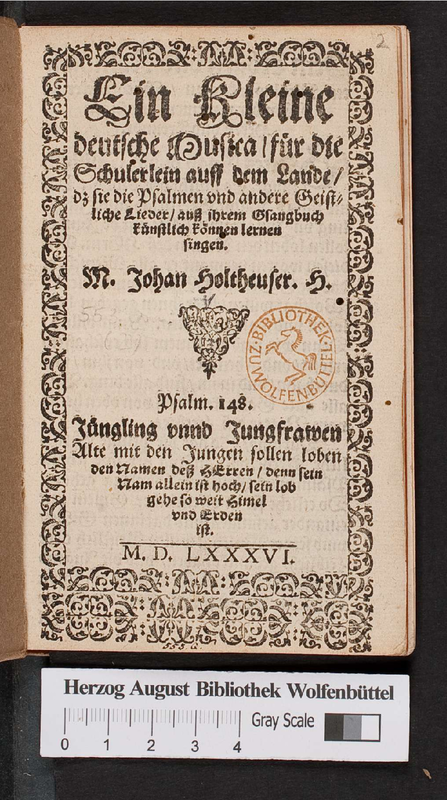 2
Ein Kleine
deutsche Musica / für die
Schulerlein auff dem Lande /
dz sie die Psalmen vnd andere Geist-
liche Lieder / auß ihrem Gsangbuch
künstlich können lernen
singen.
M. Johan Holtheuser. H.
BIBLIOTHEK ZU WOLFENBÜTTEL
Psalm. 148.
Jüngling vnnd Jungfrawen
Alte mit den Jungen sollen loben
den Namen deß HErren / denn sein
Nam allein ist hoch / sein lob
gehe so weit Himel
vnd Erden
ist.
M. D. LXXXVI.
Herzog August Bibliothek Wolfenbüttel
Gray Scale
0 1 2 3 4